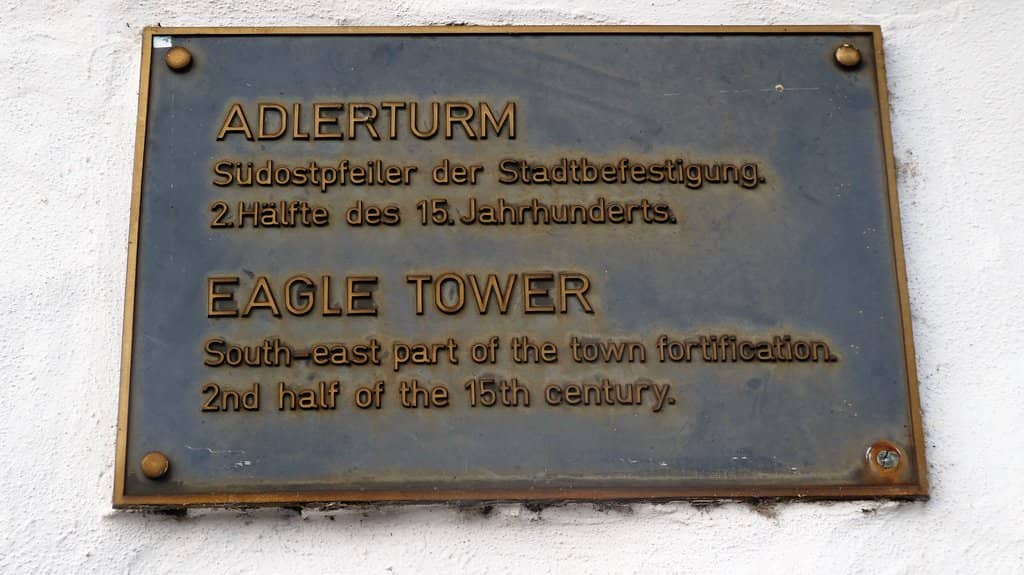 ADLERTURM
Südostpfeiler der Stadtbefestigung.
2. Hälfte des 15. Jahrhunderts.
EAGLE TOWER
South-east part of the town fortification.
2nd half of the 15th century.